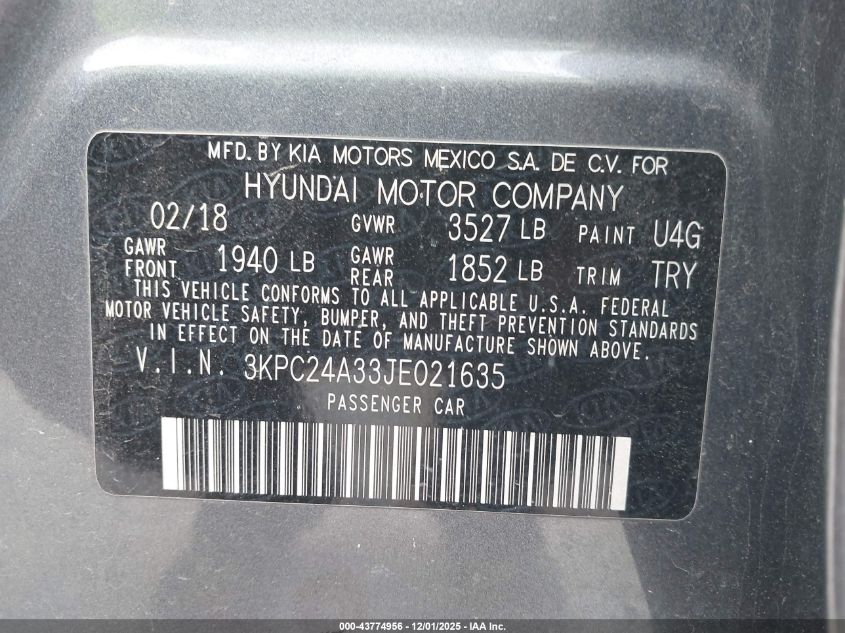 MFD. BY KIA MOTORS MEXICO S.A. DE C.V. FOR
HYUNDAI MOTOR COMPANY
02/18 GVWR 3527 LB PAINT U4G
GAWR FRONT 1940 LB GAWR REAR 1852 LB TRIM TRY
THIS VEHICLE CONFORMS TO ALL APPLICABLE U.S.A. FEDERAL
MOTOR VEHICLE SAFETY, BUMPER, AND THEFT PREVENTION STANDARDS
IN EFFECT ON THE DATE OF MANUFACTURE SHOWN ABOVE.
V.I.N. 3KPC24A33JE021635
PASSENGER CAR
000-43774956 - 12/01/2025 - IAA Inc.